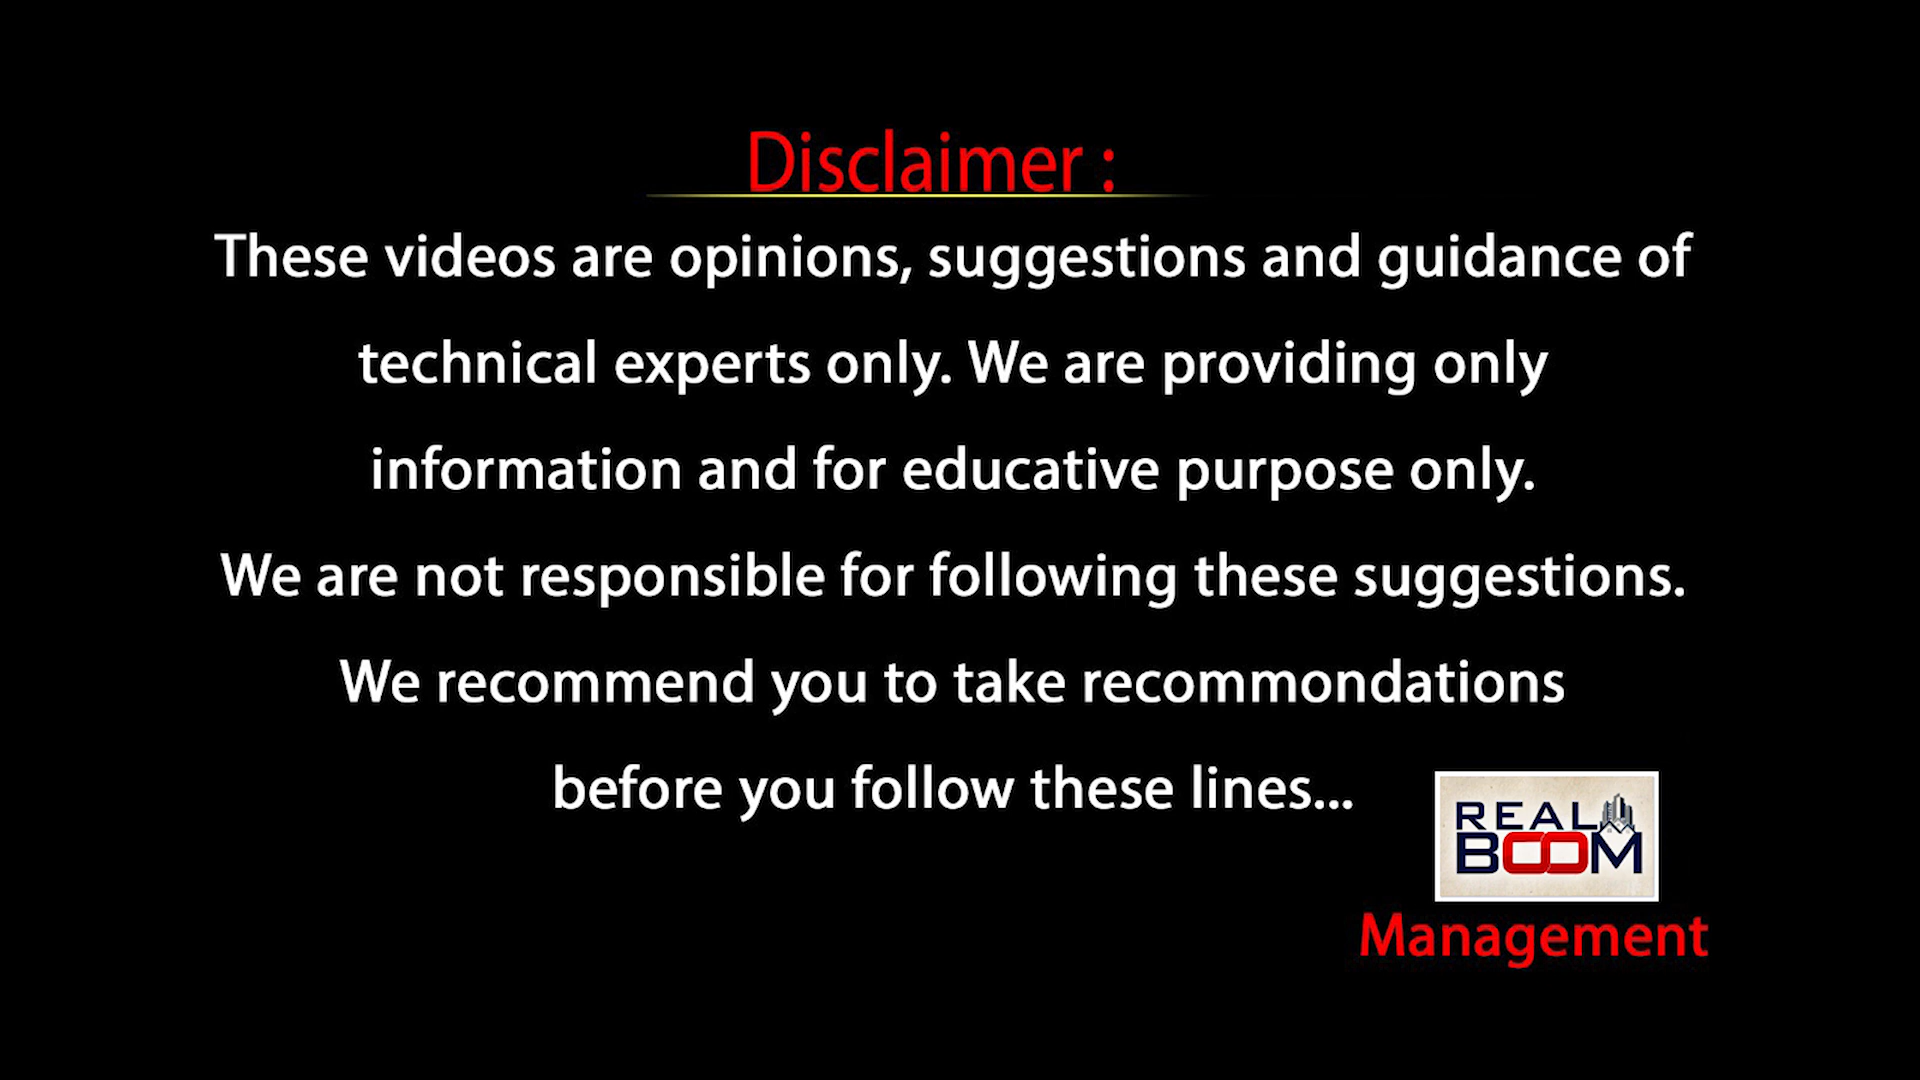 Disclaimer :
These videos are opinions, suggestions and guidance of
technical experts only. We are providing only
information and for educative purpose only.
We are not responsible for following these suggestions.
We recommend you to take recommondations
before you follow these lines...
REAL
BOOM
Management